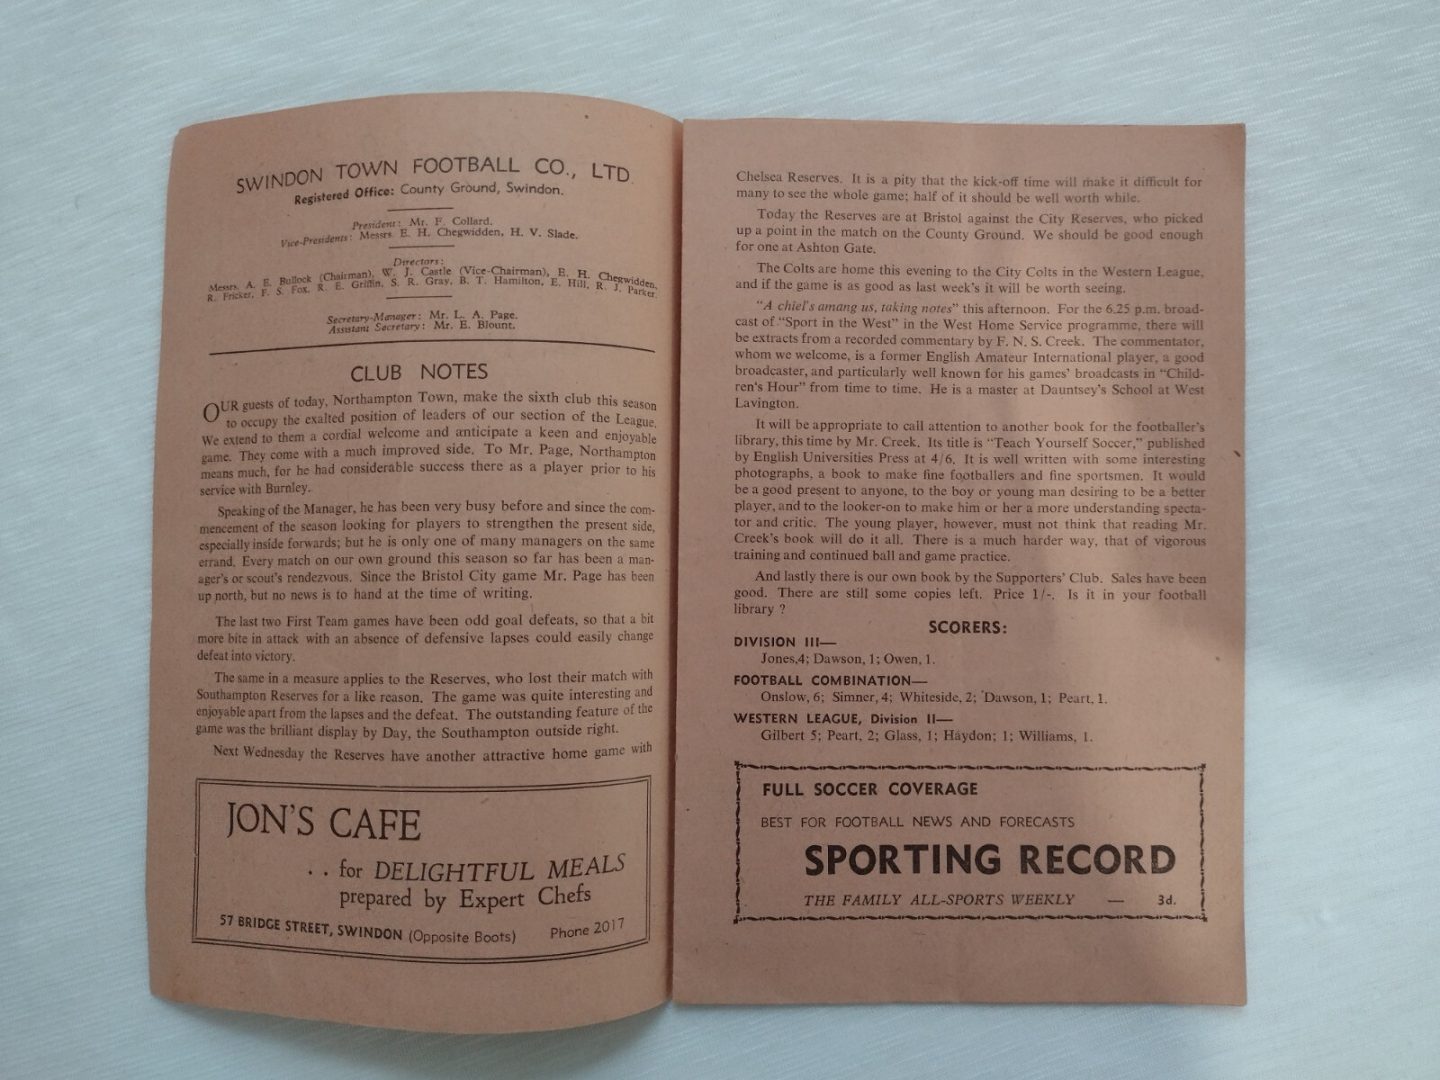 SWINDON TOWN FOOTBALL CO., LTD.
Registered Office: County Ground, Swindon.
President: Mr. F. Collard.
Vice-Presidents: Messrs. E. H. Chegwidden, H. V. Slade.
Directors:
Messrs. A. E. Bullock (Chairman), W. J. Castle (Vice-Chairman), E. H. Chegwidden,
R. Fricker, F. S. Fox, R. E. Griffin, S. R. Gray, B. T. Hamilton, E. Hill, R. J. Parker.
Secretary-Manager: Mr. L. A. Page.
Assistant Secretary: Mr. E. Blount.
CLUB NOTES
OUR guests of today, Northampton Town, make the sixth club this season
to occupy the exalted position of leaders of our section of the League.
We extend to them a cordial welcome and anticipate a keen and enjoyable
game. They come with a much improved side. To Mr. Page, Northampton
means much, for he had considerable success there as a player prior to his
service with Burnley.
Speaking of the Manager, he has been very busy before and since the com-
mencement of the season looking for players to strengthen the present side,
especially inside forwards; but he is only one of many managers on the same
errand. Every match on our own ground this season so far has been a man-
ager's or scout's rendezvous. Since the Bristol City game Mr. Page has been
up north, but no news is to hand at the time of writing.
The last two First Team games have been odd goal defeats, so that a bit
more bite in attack with an absence of defensive lapses could easily change
defeat into victory.
The same in a measure applies to the Reserves, who lost their match with
Southampton Reserves for a like reason. The game was quite interesting and
enjoyable apart from the lapses and the defeat. The outstanding feature of the
game was the brilliant display by Day, the Southampton outside right.
Next Wednesday the Reserves have another attractive home game with
JON'S CAFE
. . for DELIGHTFUL MEALS
prepared by Expert Chefs
57 BRIDGE STREET, SWINDON (Opposite Boots) Phone 2017
Chelsea Reserves. It is a pity that the kick-off time will make it difficult for
many to see the whole game; half of it should be well worth while.
Today the Reserves are at Bristol against the City Reserves, who picked
up a point in the match on the County Ground. We should be good enough
for one at Ashton Gate.
The Colts are home this evening to the City Colts in the Western League,
and if the game is as good as last week's it will be worth seeing.
"A chiel's amang us, taking notes" this afternoon. For the 6.25 p.m. broad-
cast of "Sport in the West" in the West Home Service programme, there will
be extracts from a recorded commentary by F. N. S. Creek. The commentator,
whom we welcome, is a former English Amateur International player, a good
broadcaster, and particularly well known for his games' broadcasts in "Child-
ren's Hour" from time to time. He is a master at Dauntsey's School at West
Lavington.
It will be appropriate to call attention to another book for the footballer's
library, this time by Mr. Creek. Its title is "Teach Yourself Soccer," published
by English Universities Press at 4/6. It is well written with some interesting
photographs, a book to make fine footballers and fine sportsmen. It would
be a good present to anyone, to the boy or young man desiring to be a better
player, and to the looker-on to make him or her a more understanding specta-
tor and critic. The young player, however, must not think that reading Mr.
Creek's book will do it all. There is a much harder way, that of vigorous
training and continued ball and game practice.
And lastly there is our own book by the Supporters' Club. Sales have been
good. There are still some copies left. Price 1/-. Is it in your football
library ?
SCORERS:
DIVISION III—
Jones,4; Dawson, 1; Owen, 1.
FOOTBALL COMBINATION—
Onslow, 6; Simner, 4; Whiteside, 2; Dawson, 1; Peart, 1.
WESTERN LEAGUE, Division II—
Gilbert 5; Peart, 2; Glass, 1; Haydon; 1; Williams, 1.
FULL SOCCER COVERAGE
BEST FOR FOOTBALL NEWS AND FORECASTS
SPORTING RECORD
THE FAMILY ALL-SPORTS WEEKLY — 3d.